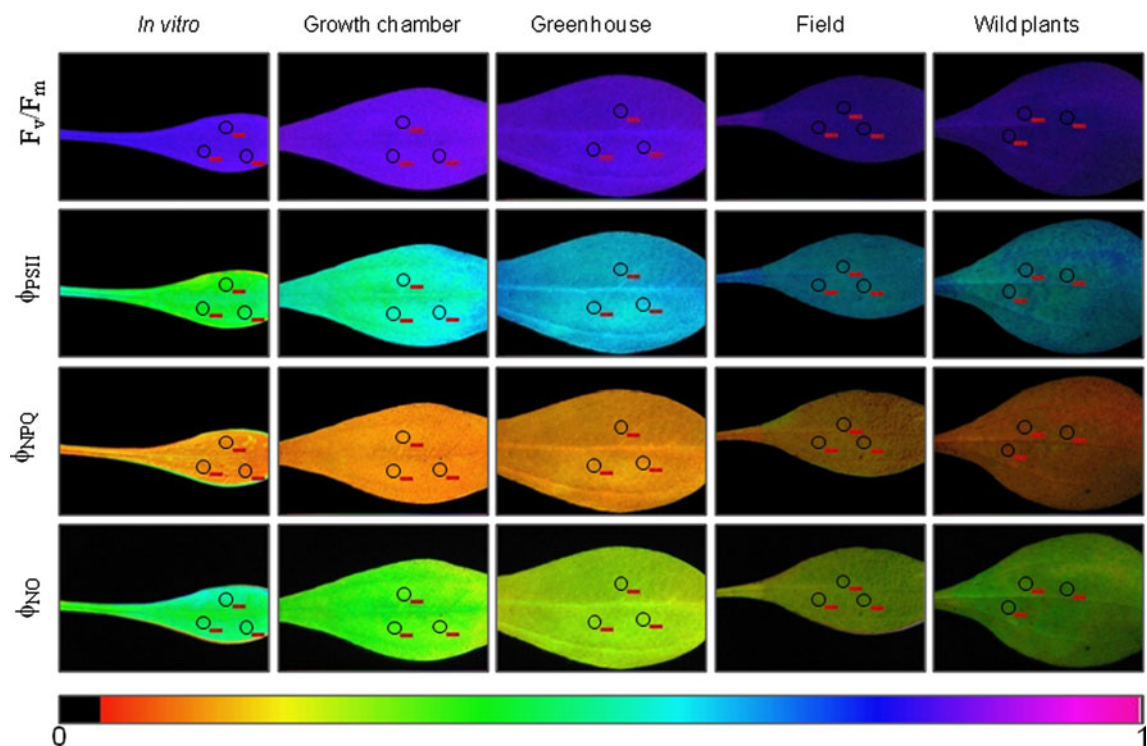 In vitro Growth chamber Greenhouse Field Wild plants
Fv/Fm
ϕPSII
ϕNPQ
ϕNO
0 1